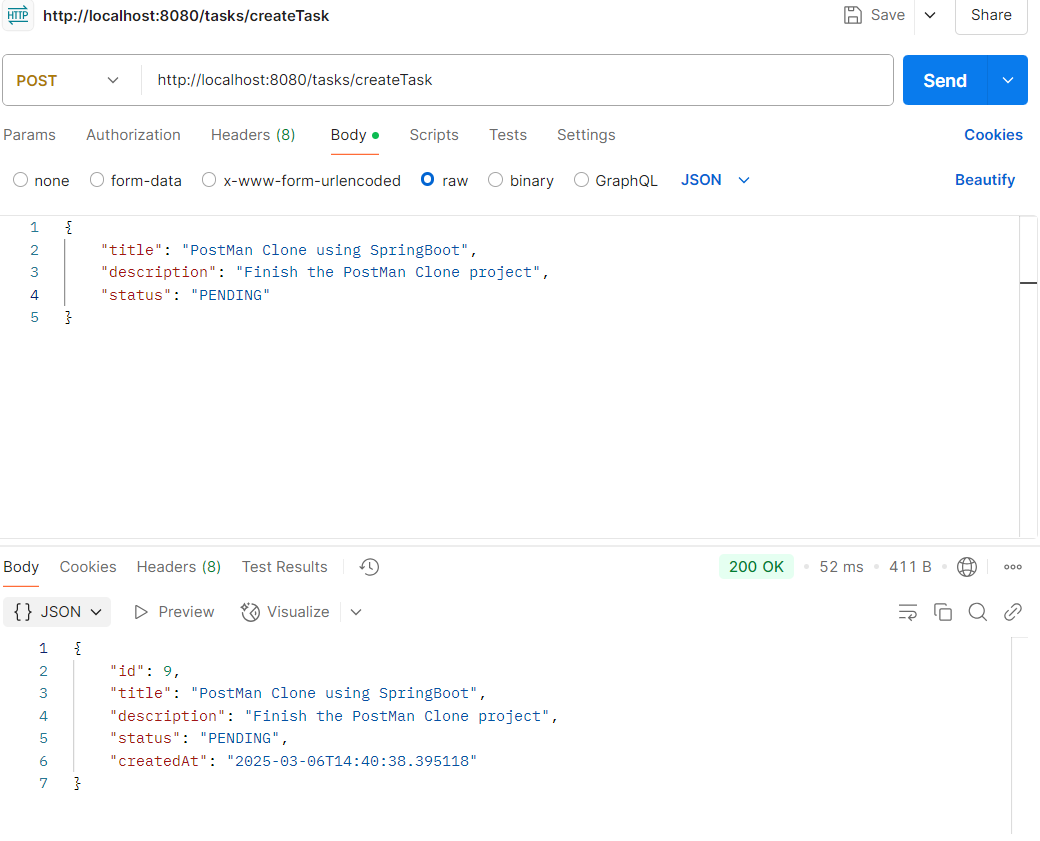 HTTP http://localhost:8080/tasks/createTask Save Share
POST http://localhost:8080/tasks/createTask Send
Params Authorization Headers (8) Body Scripts Tests Settings Cookies
none form-data x-www-form-urlencoded raw binary GraphQL JSON Beautify
1 {
2 "title": "PostMan Clone using SpringBoot",
3 "description": "Finish the PostMan Clone project",
4 "status": "PENDING"
5 }
Body Cookies Headers (8) Test Results 200 OK 52 ms 411 B
{} JSON Preview Visualize
1 {
2 "id": 9,
3 "title": "PostMan Clone using SpringBoot",
4 "description": "Finish the PostMan Clone project",
5 "status": "PENDING",
6 "createdAt": "2025-03-06T14:40:38.395118"
7 }